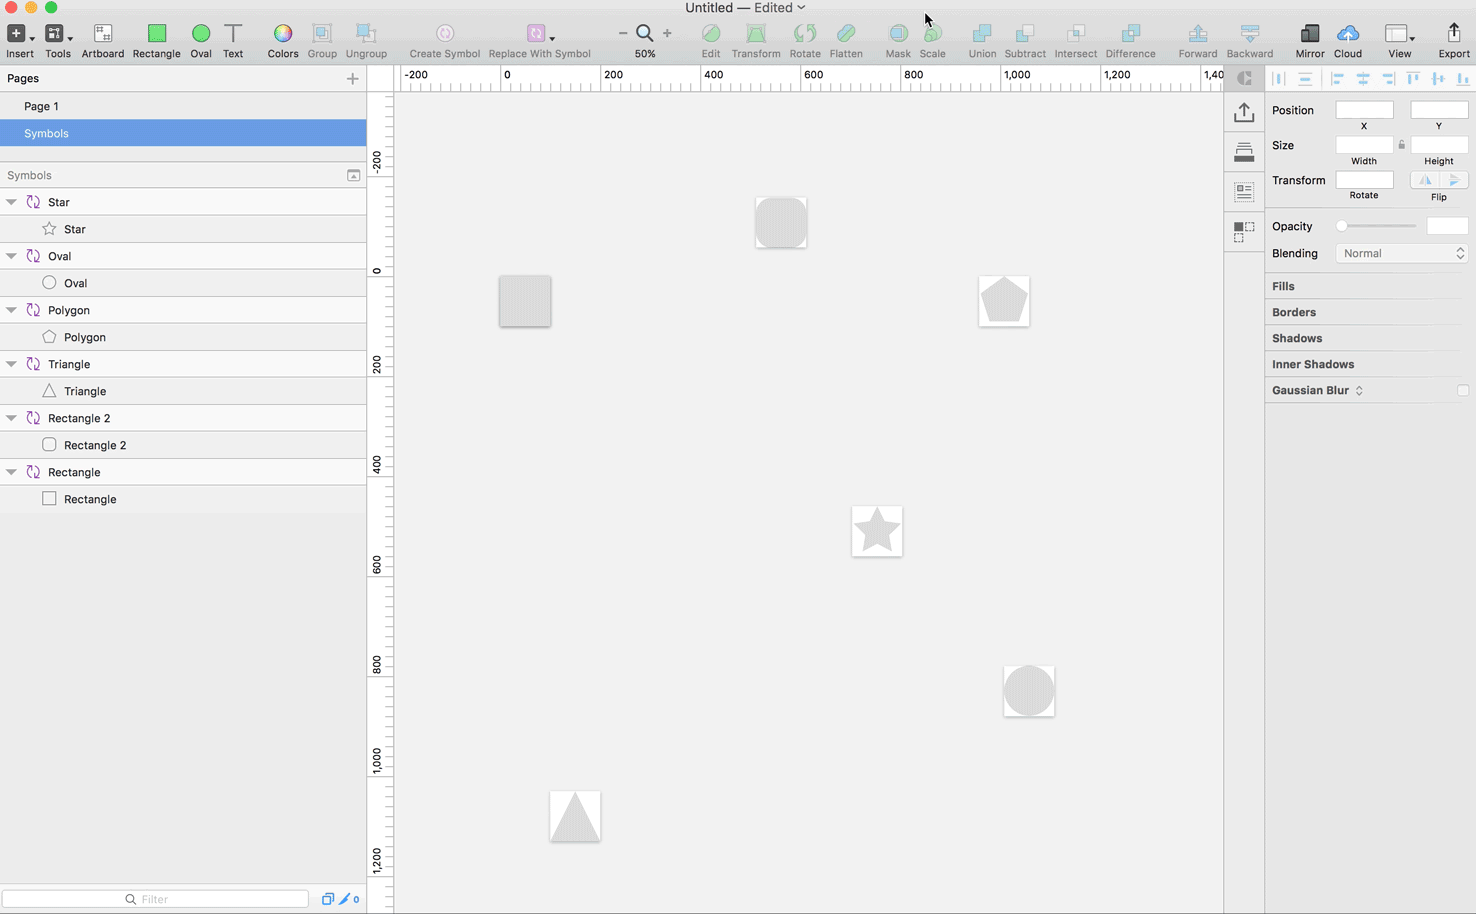 Untitled — Edited
Insert Tools Artboard Rectangle Oval Text Colors Group Ungroup Create Symbol Replace With Symbol 50% Edit Transform Rotate Flatten Mask Scale Union Subtract Intersect Difference Forward Backward Mirror Cloud View Export
Pages
Page 1
Symbols
Symbols
Star
Star
Oval
Oval
Polygon
Polygon
Triangle
Triangle
Rectangle 2
Rectangle 2
Rectangle
Rectangle
Filter
0
-200 0 200 400 600 800 1,000 1,200 1,40
-200
0
200
400
600
800
1,000
1,200
Position
X Y
Size
Width Height
Transform
Rotate Flip
Opacity
Blending Normal
Fills
Borders
Shadows
Inner Shadows
Gaussian Blur